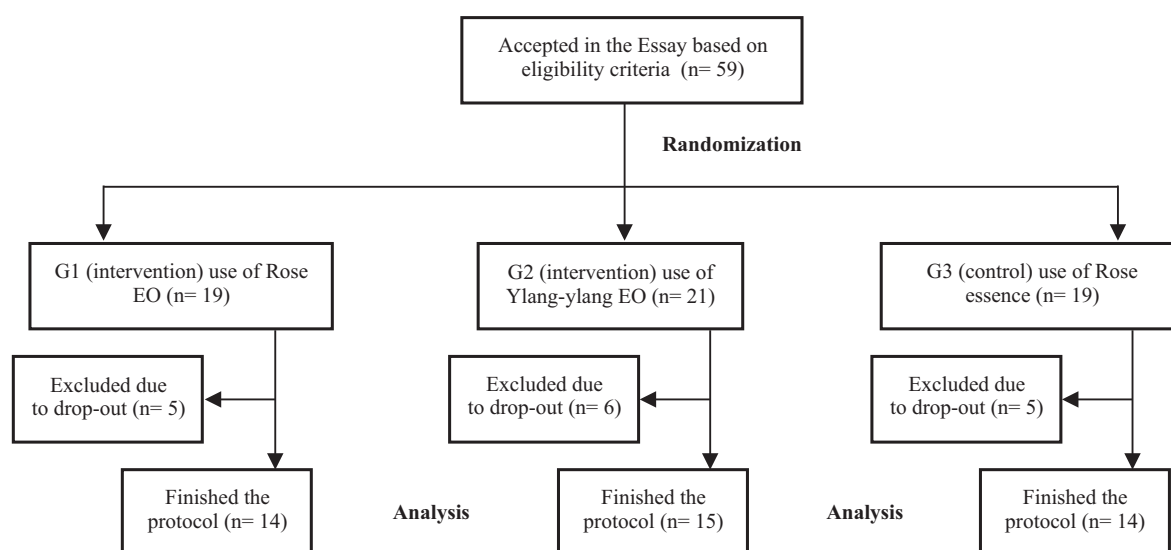 Accepted in the Essay based on
eligibility criteria (n= 59)
Randomization
G1 (intervention) use of Rose
EO (n= 19)
G2 (intervention) use of
Ylang-ylang EO (n= 21)
G3 (control) use of Rose
essence (n= 19)
Excluded due
to drop-out (n= 5)
Excluded due
to drop-out (n= 6)
Excluded due
to drop-out (n= 5)
Finished the
protocol (n= 14)
Analysis
Finished the
protocol (n= 15)
Analysis
Finished the
protocol (n= 14)